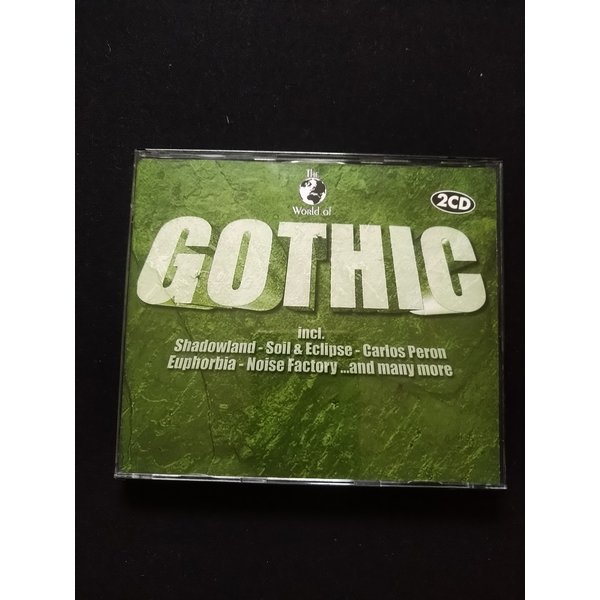 The
World of
GOTHIC
2CD
incl.
Shadowland - Soil & Eclipse - Carlos Peron
Euphorbia - Noise Factory ...and many more